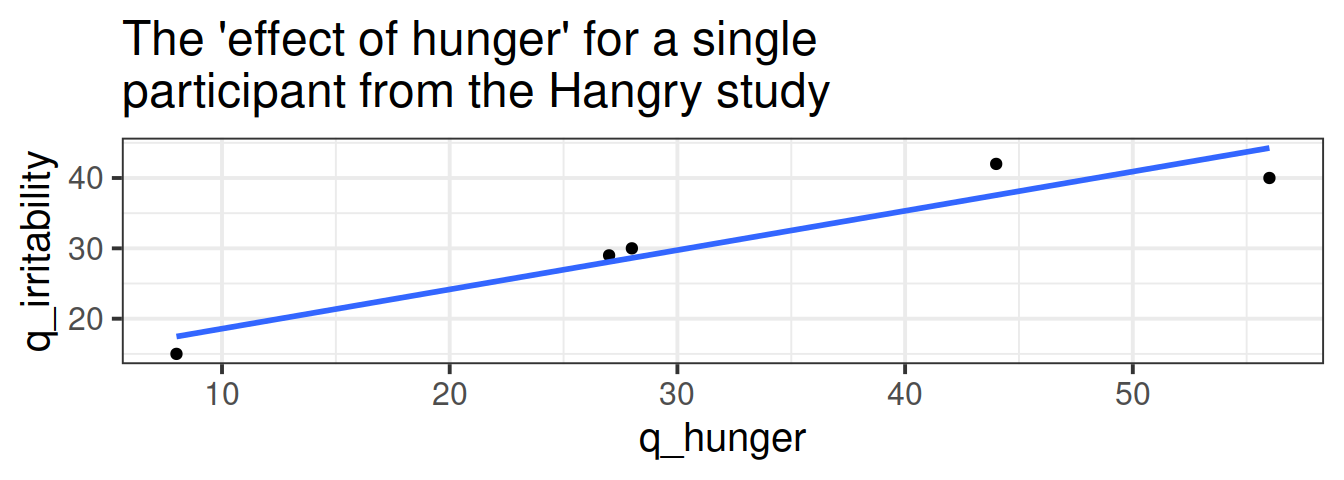 The 'effect of hunger' for a single
participant from the Hangry study
q_irritability
40
30
20
10 20 30 40 50
q_hunger